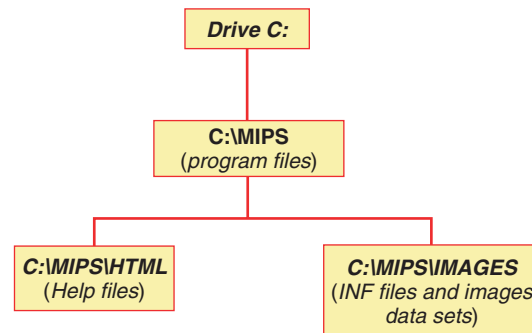 Drive C:
C:\MIPS
(program files)
C:\MIPS\HTML
(Help files)
C:\MIPS\IMAGES
(INF files and images
data sets)